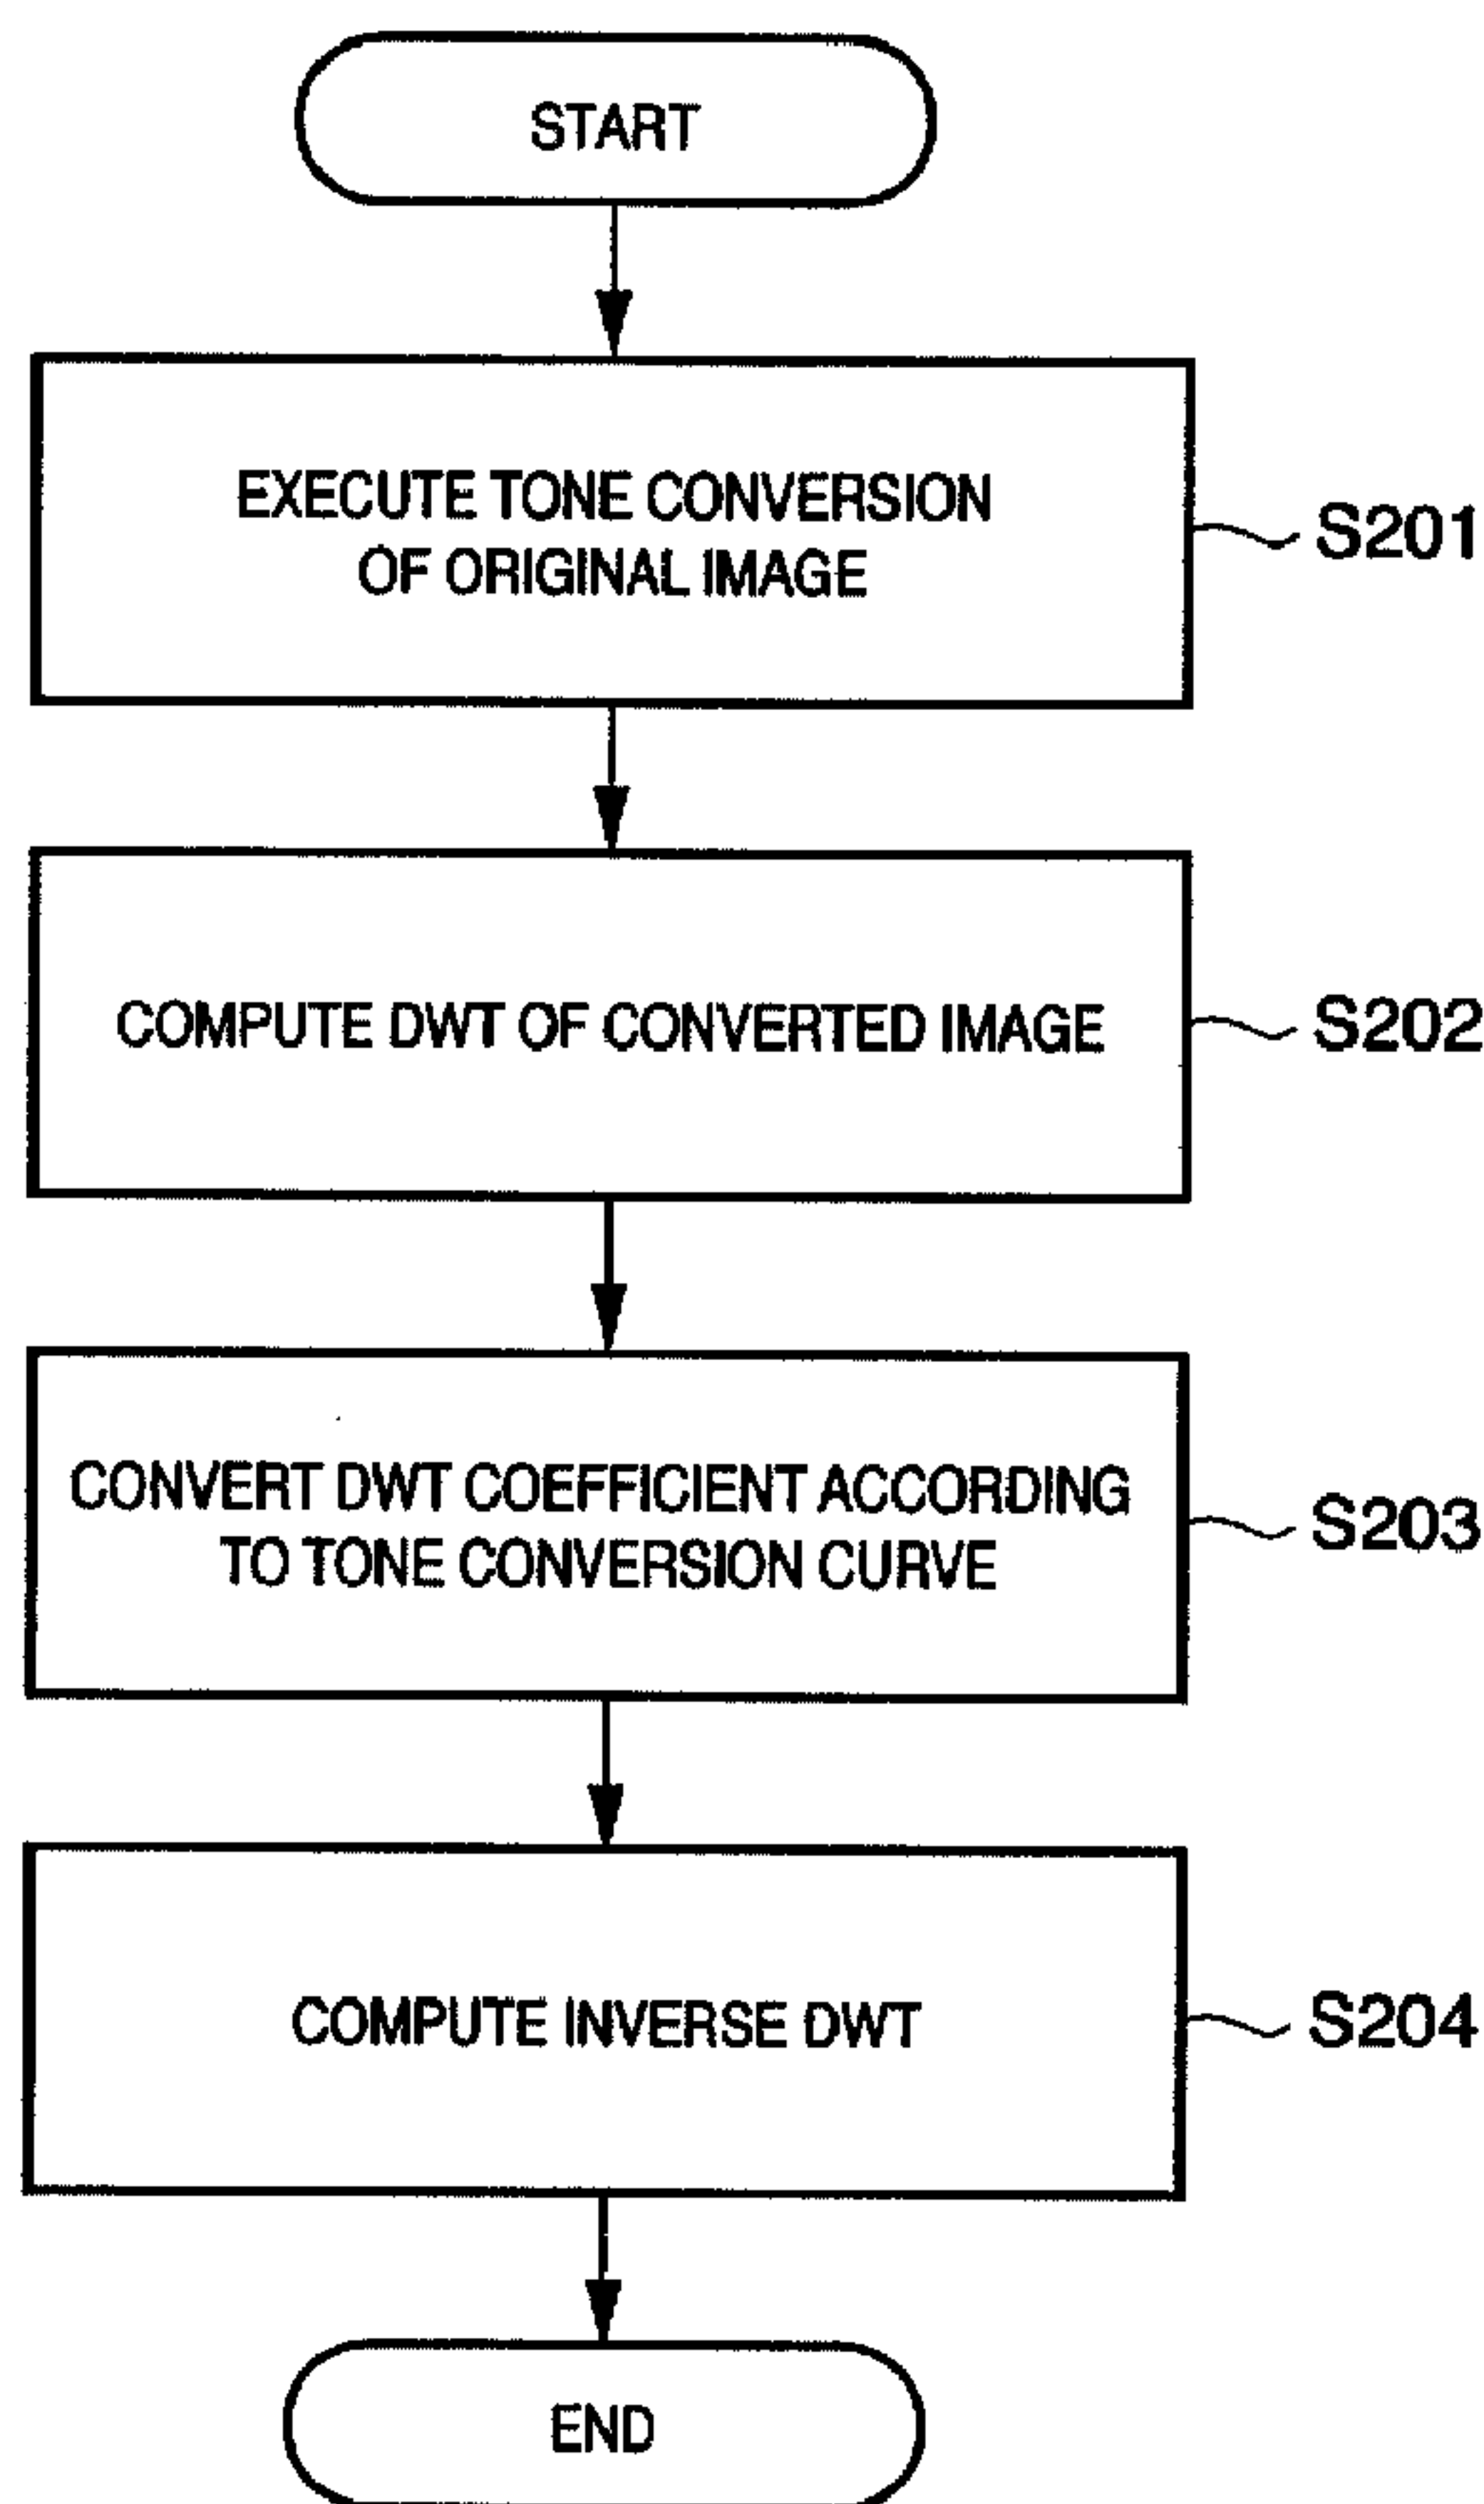 START
EXECUTE TONE CONVERSION
OF ORIGINAL IMAGE
S201
COMPUTE DWT OF CONVERTED IMAGE
S202
CONVERT DWT COEFFICIENT ACCORDING
TO TONE CONVERSION CURVE
S203
COMPUTE INVERSE DWT
S204
END